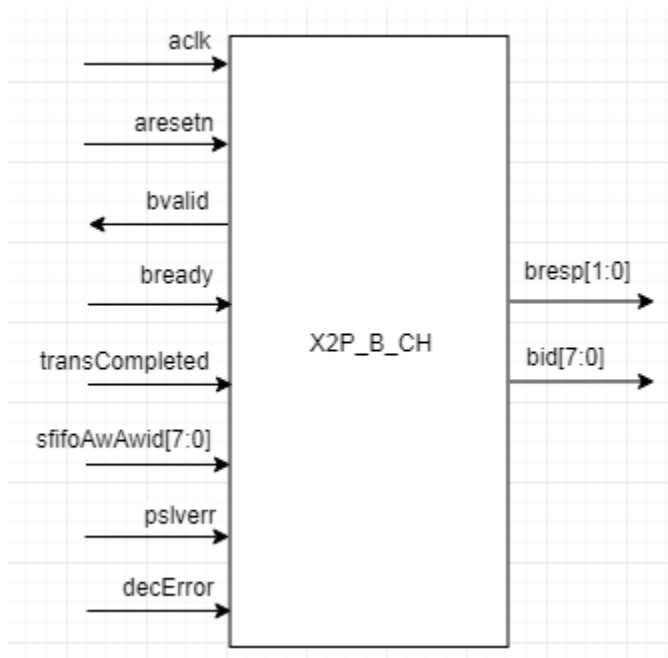 aclk
aresetn
bvalid
bready
transCompleted
sfifoAwAwid[7:0]
pslverr
decError
X2P_B_CH
bresp[1:0]
bid[7:0]